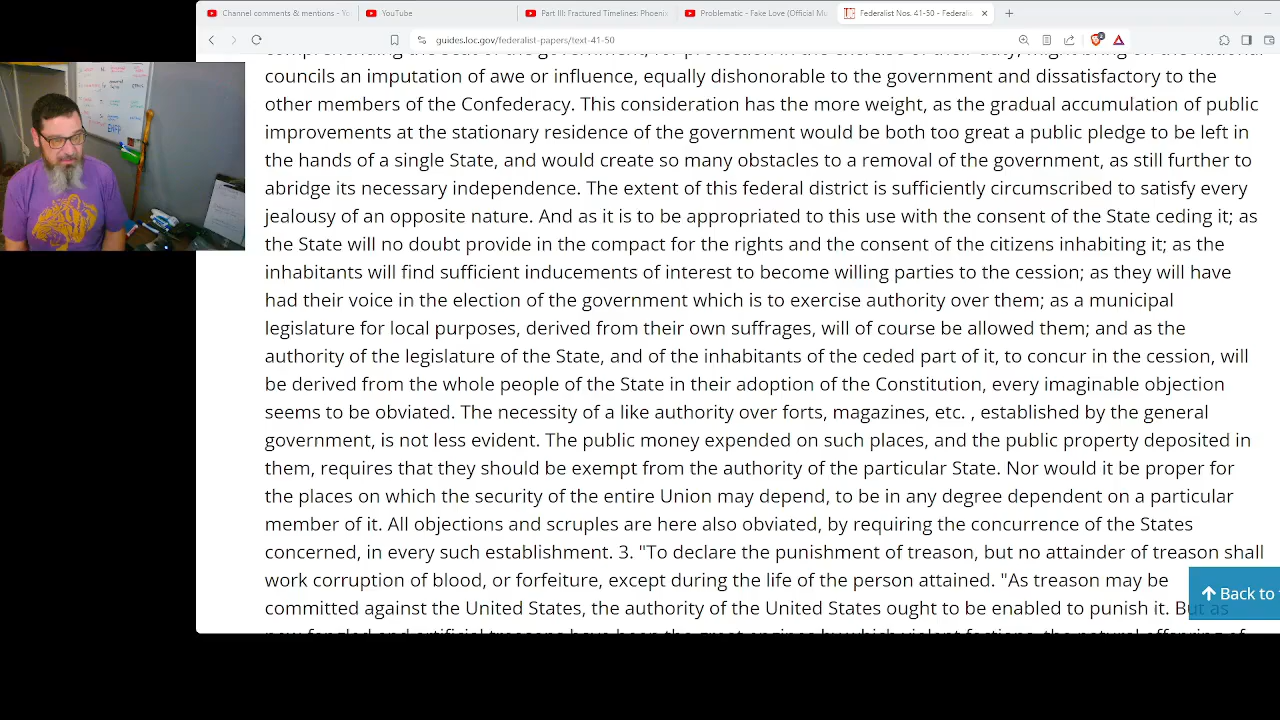 Channel comments & mentions - Yo
YouTube
Part III: Fractured Timelines: Phoeni
Problematic - Fake Love (Official Mu
Federalist Nos. 41-50 - Federalis
guides.loc.gov/federalist-papers/text-41-50
councils an imputation of awe or influence, equally dishonorable to the government and dissatisfactory to the
other members of the Confederacy. This consideration has the more weight, as the gradual accumulation of public
improvements at the stationary residence of the government would be both too great a public pledge to be left in
the hands of a single State, and would create so many obstacles to a removal of the government, as still further to
abridge its necessary independence. The extent of this federal district is sufficiently circumscribed to satisfy every
jealousy of an opposite nature. And as it is to be appropriated to this use with the consent of the State ceding it; as
the State will no doubt provide in the compact for the rights and the consent of the citizens inhabiting it; as the
inhabitants will find sufficient inducements of interest to become willing parties to the cession; as they will have
had their voice in the election of the government which is to exercise authority over them; as a municipal
legislature for local purposes, derived from their own suffrages, will of course be allowed them; and as the
authority of the legislature of the State, and of the inhabitants of the ceded part of it, to concur in the cession, will
be derived from the whole people of the State in their adoption of the Constitution, every imaginable objection
seems to be obviated. The necessity of a like authority over forts, magazines, etc. , established by the general
government, is not less evident. The public money expended on such places, and the public property deposited in
them, requires that they should be exempt from the authority of the particular State. Nor would it be proper for
the places on which the security of the entire Union may depend, to be in any degree dependent on a particular
member of it. All objections and scruples are here also obviated, by requiring the concurrence of the States
concerned, in every such establishment. 3. "To declare the punishment of treason, but no attainder of treason shall
work corruption of blood, or forfeiture, except during the life of the person attained. "As treason may be
committed against the United States, the authority of the United States ought to be enabled to punish it. But as
Back to